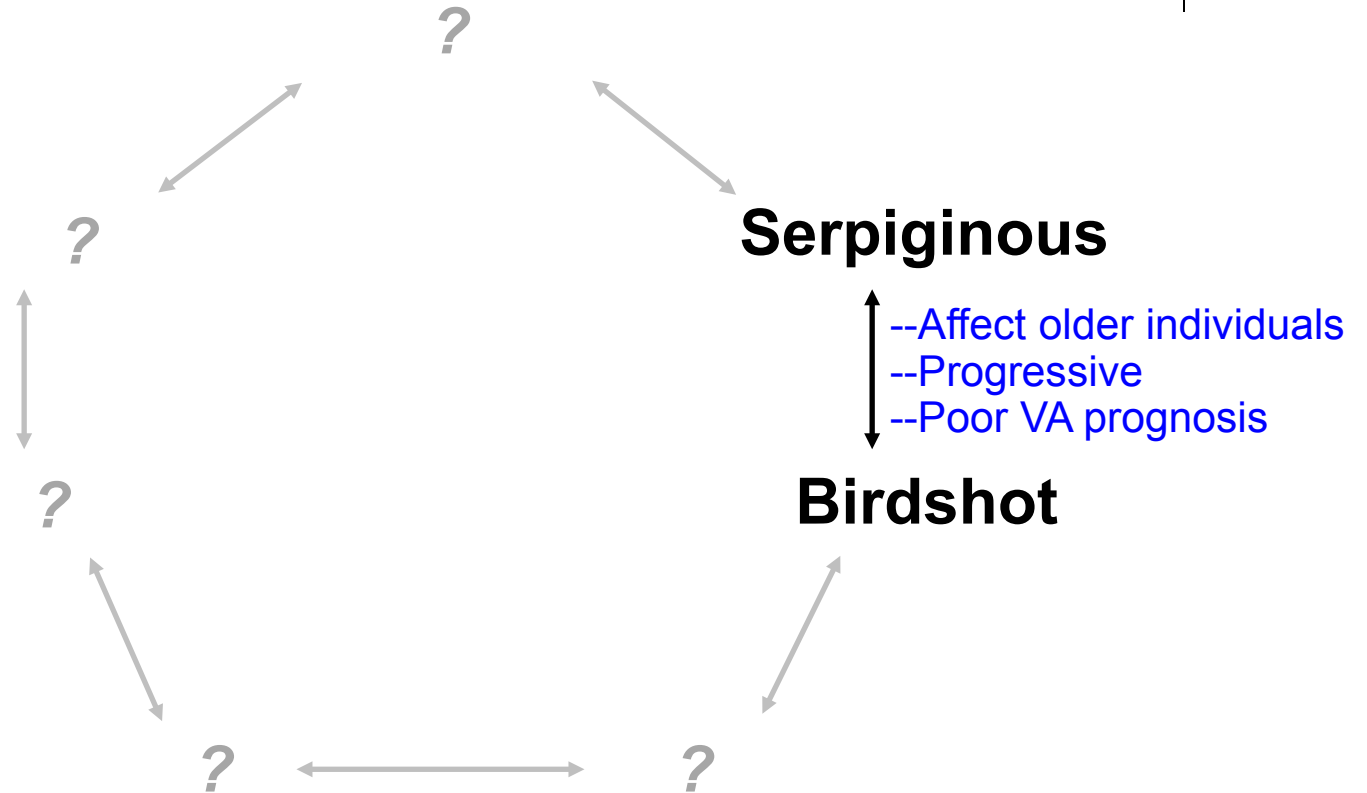 ?
?
Serpiginous
--Affect older individuals
--Progressive
--Poor VA prognosis
?
Birdshot
?
?